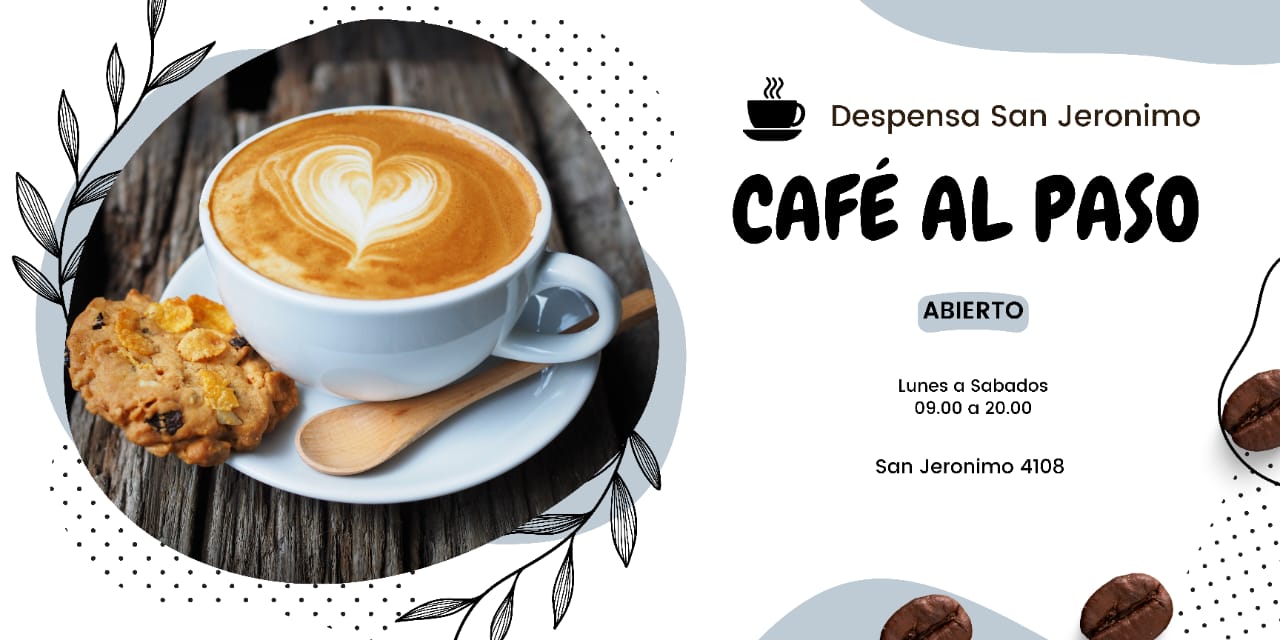 Despensa San Jeronimo
CAFÉ AL PASO
ABIERTO
Lunes a Sabados
09.00 a 20.00
San Jeronimo 4108